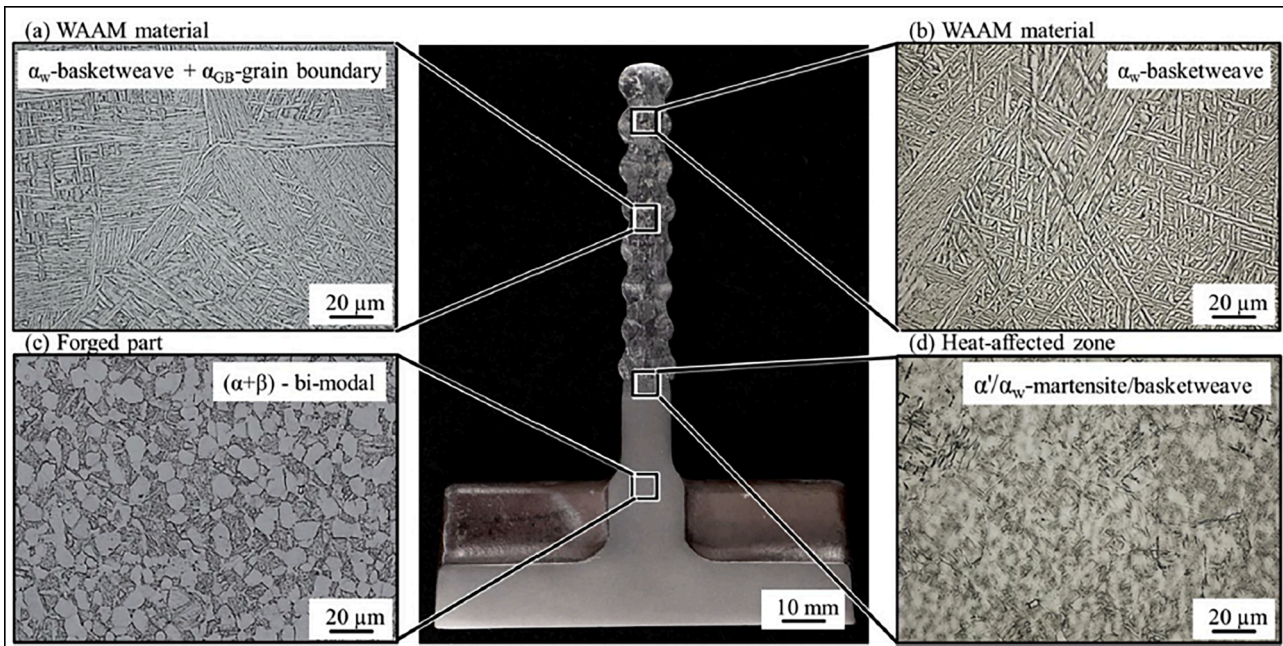 (a) WAAM material
αw-basketweave + αGB-grain boundary
20 µm
(b) WAAM material
αw-basketweave
20 µm
(c) Forged part
(α+β) - bi-modal
20 µm
(d) Heat-affected zone
α'/αw-martensite/basketweave
20 µm
10 mm